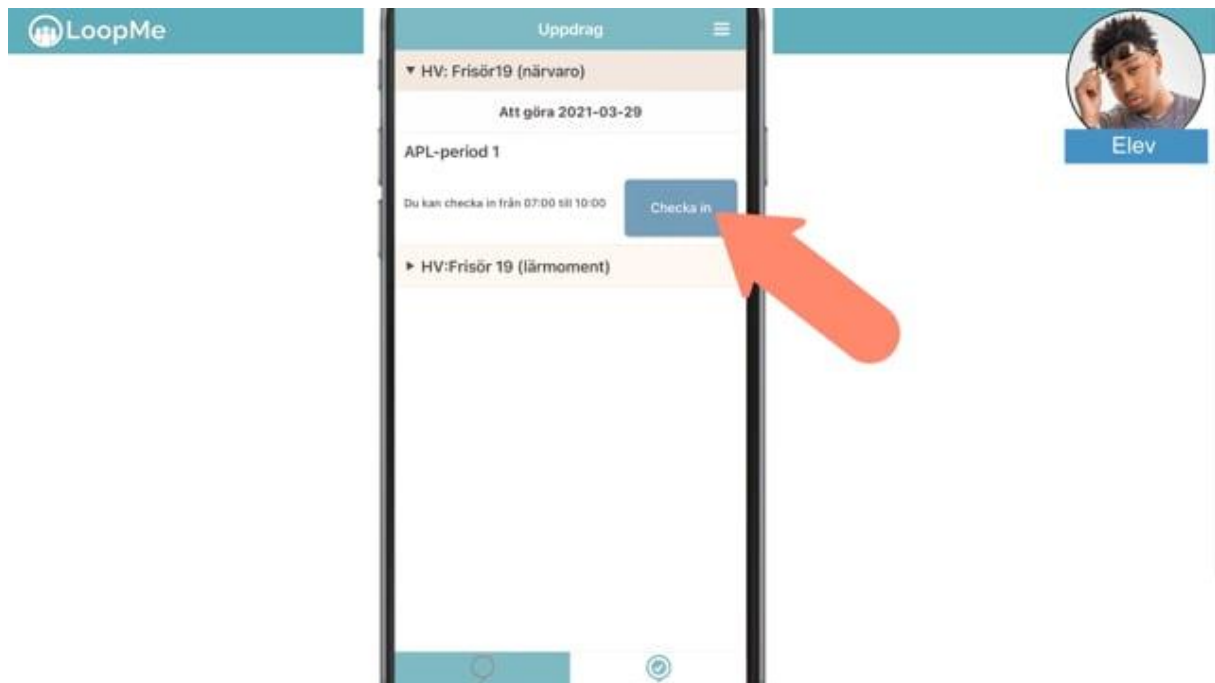 LoopMe
Uppdrag
▼ HV: Frisör19 (närvaro)
Att göra 2021-03-29
APL-period 1
Du kan checka in från 07:00 till 10:00
Checka in
► HV:Frisör 19 (lärmoment)
Elev